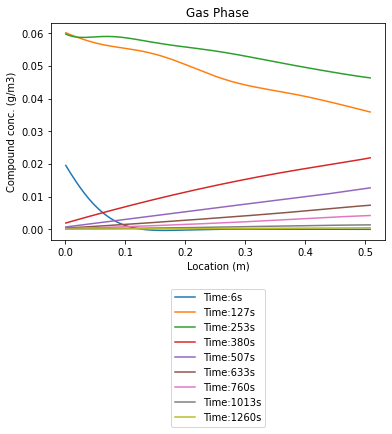 Gas Phase
Compound conc. (g/m3)
0.06
0.05
0.04
0.03
0.02
0.01
0.00
0.0 0.1 0.2 0.3 0.4 0.5
Location (m)
Time:6s
Time:127s
Time:253s
Time:380s
Time:507s
Time:633s
Time:760s
Time:1013s
Time:1260s